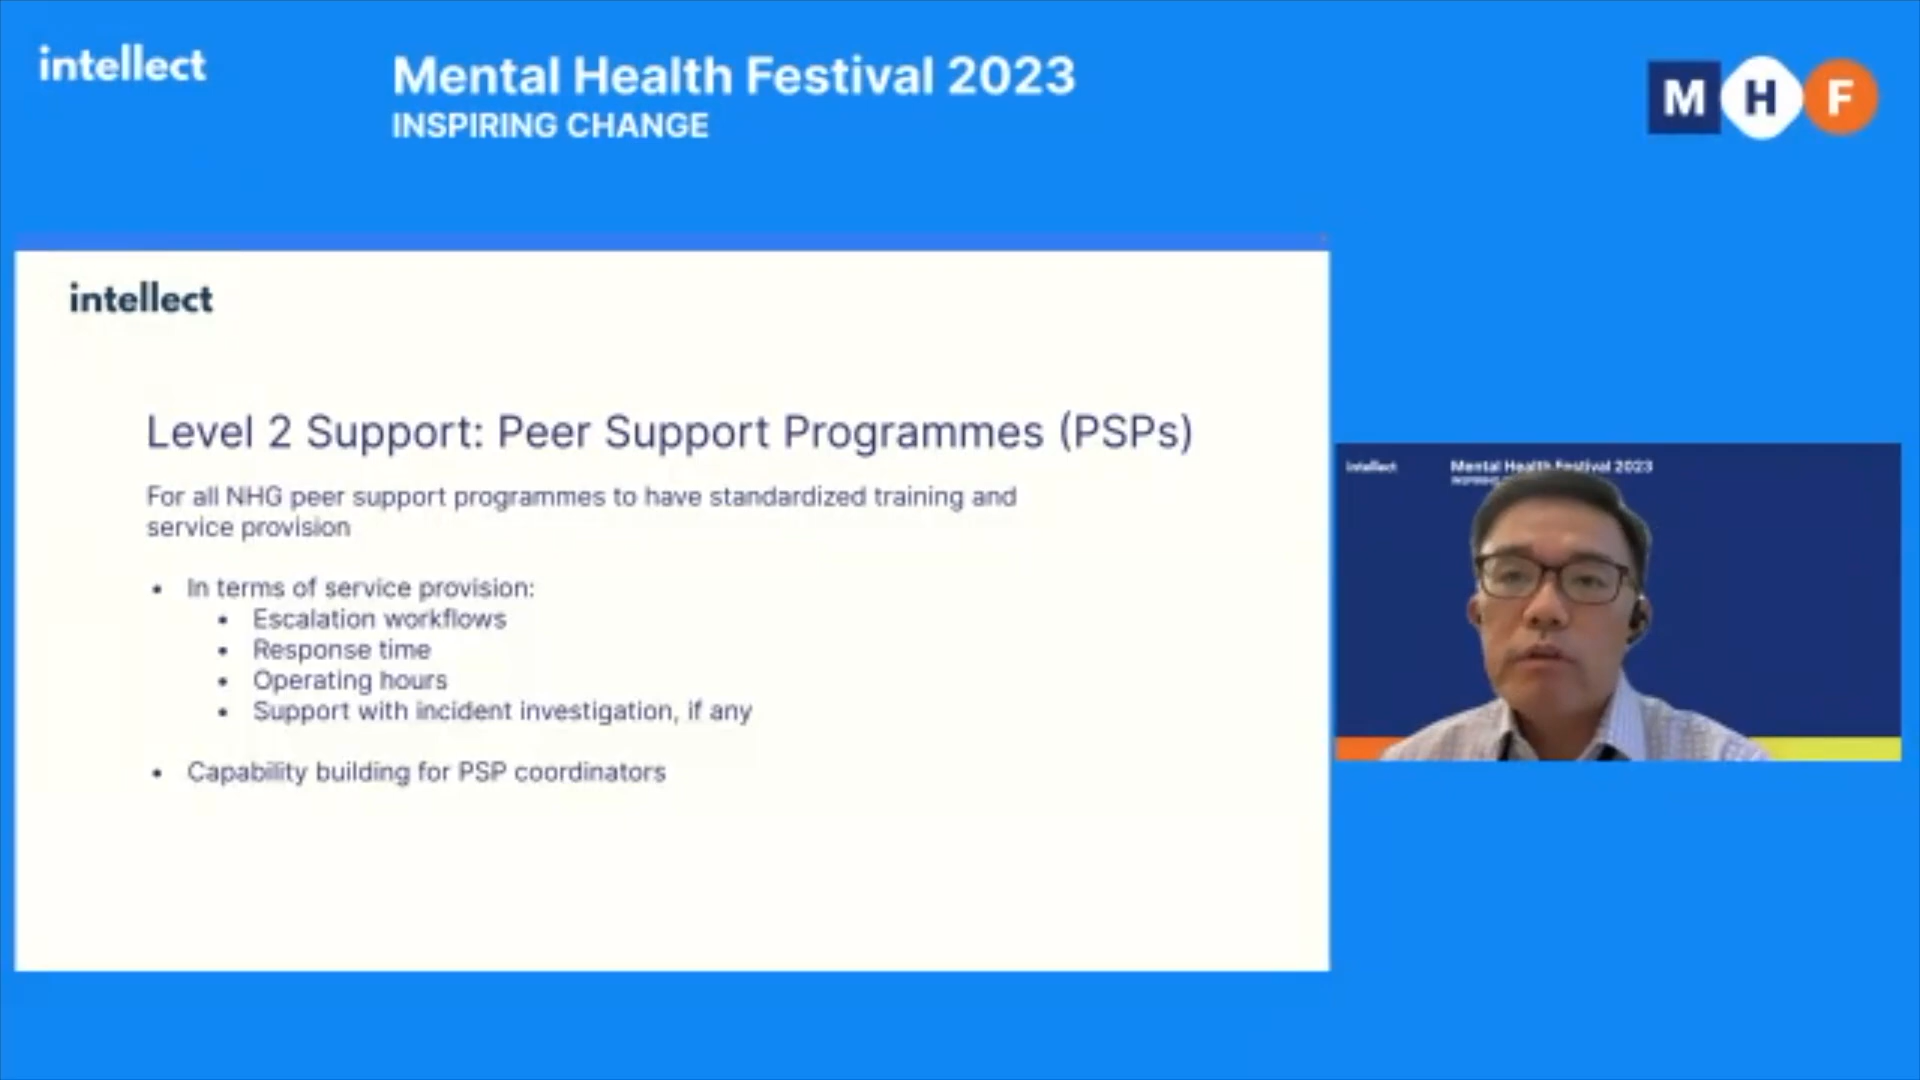 intellect
Mental Health Festival 2023
INSPIRING CHANGE
M H F
intellect
Level 2 Support: Peer Support Programmes (PSPs)
For all NHG peer support programmes to have standardized training and
service provision
• In terms of service provision:
• Escalation workflows
• Response time
• Operating hours
• Support with incident investigation, if any
• Capability building for PSP coordinators
intellect
Mental Health Festival 2023